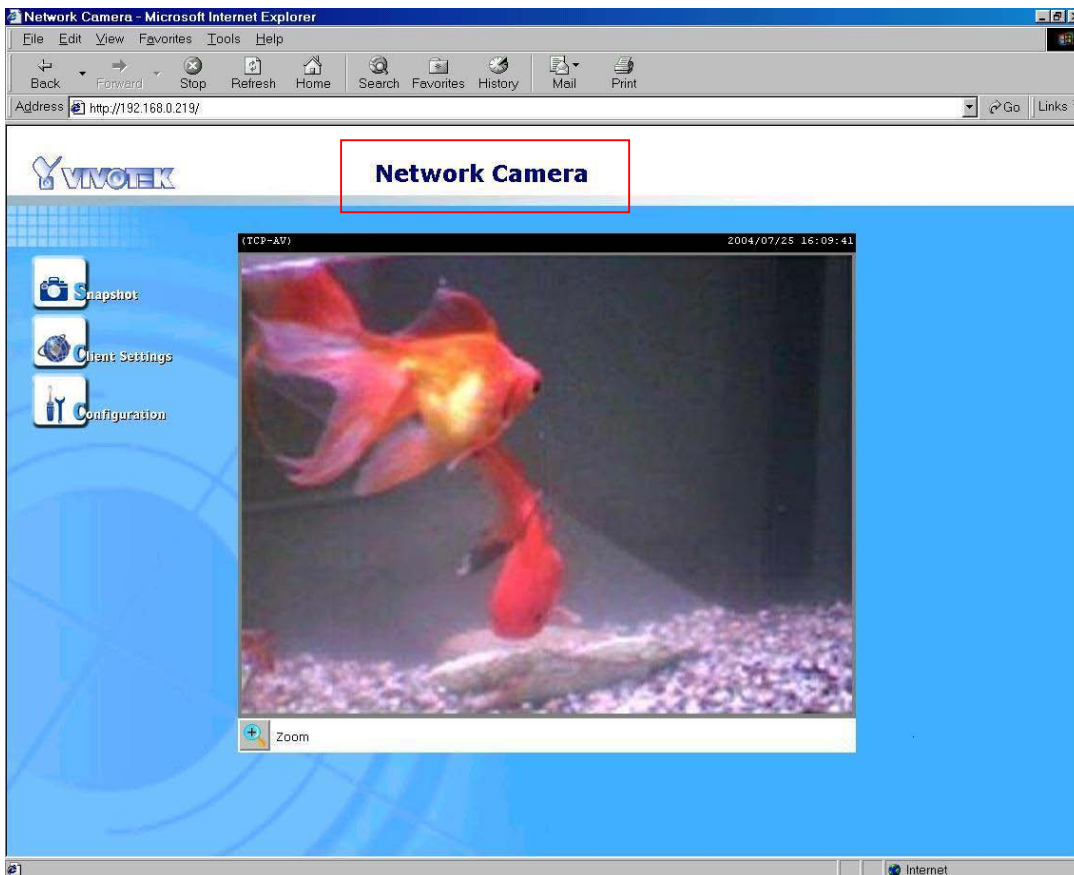 Network Camera - Microsoft Internet Explorer
File Edit View Favorites Tools Help
Back Forward Stop Refresh Home Search Favorites History Mail Print
Address http://192.168.0.219/ Go Links
VIVOTEK
Network Camera
(TCP-AV) 2004/07/25 16:09:41
Snapshot
Client Settings
Configuration
Zoom
Internet